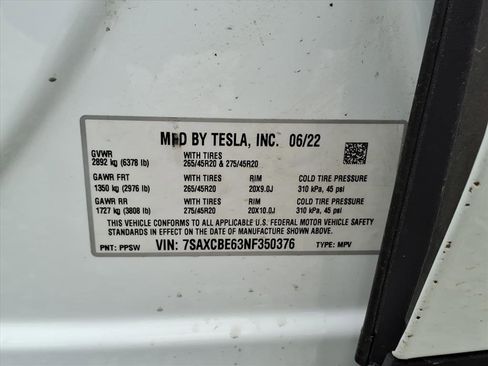 MFD BY TESLA, INC. 06/22
GVWR WITH TIRES
2892 kg (6378 lb) 265/45R20 & 275/45R20
GAWR FRT WITH TIRES RIM COLD TIRE PRESSURE
1350 kg (2976 lb) 265/45R20 20X9.0J 310 kPa, 45 psi
GAWR RR WITH TIRES RIM COLD TIRE PRESSURE
1727 kg (3808 lb) 275/45R20 20X10.0J 310 kPa, 45 psi
THIS VEHICLE CONFORMS TO ALL APPLICABLE U.S. FEDERAL MOTOR VEHICLE SAFETY
STANDARDS IN EFFECT ON THE DATE OF MANUFACTURE SHOWN ABOVE.
PNT: PPSW VIN: 7SAXCBE63NF350376 TYPE: MPV